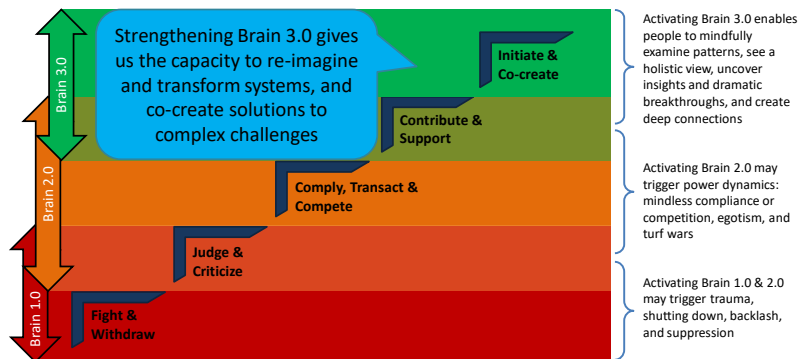 Brain 3.0
Brain 2.0
Brain 1.0
Strengthening Brain 3.0 gives
us the capacity to re-imagine
and transform systems, and
co-create solutions to
complex challenges
Initiate &
Co-create
Contribute &
Support
Comply, Transact &
Compete
Judge &
Criticize
Fight &
Withdraw
Activating Brain 3.0 enables
people to mindfully
examine patterns, see a
holistic view, uncover
insights and dramatic
breakthroughs, and create
deep connections
Activating Brain 2.0 may
trigger power dynamics:
mindless compliance or
competition, egotism, and
turf wars
Activating Brain 1.0 & 2.0
may trigger trauma,
shutting down, backlash,
and suppression